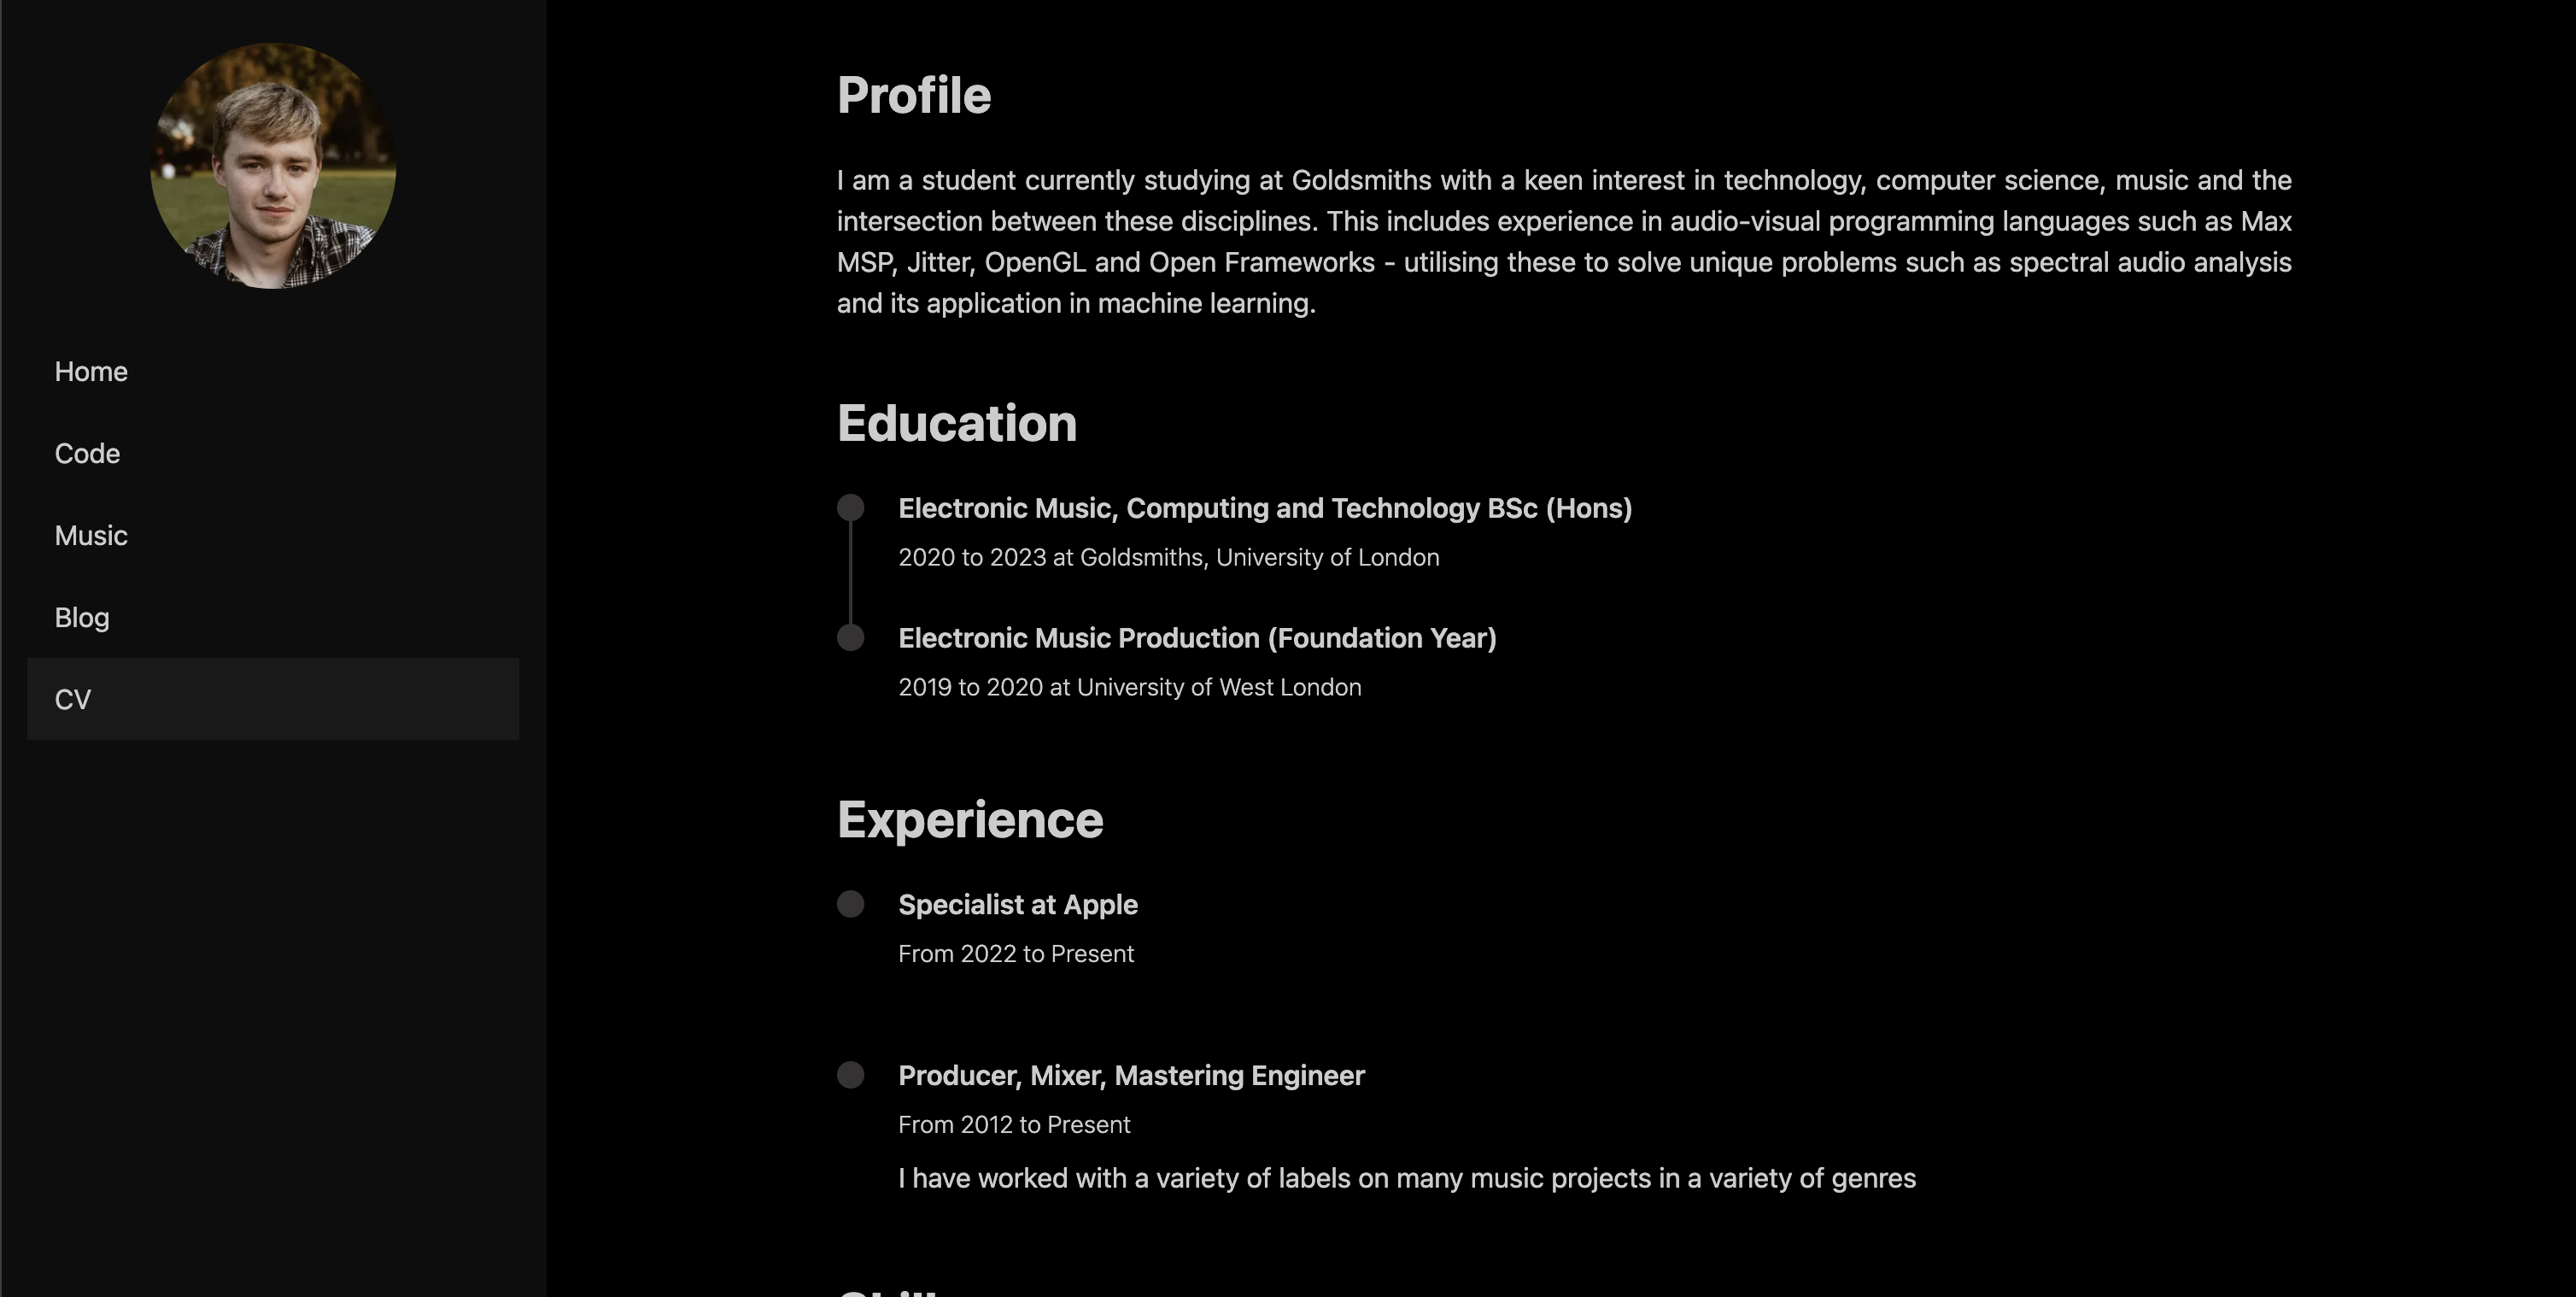 Home
Code
Music
Blog
CV
Profile
I am a student currently studying at Goldsmiths with a keen interest in technology, computer science, music and the
intersection between these disciplines. This includes experience in audio-visual programming languages such as Max
MSP, Jitter, OpenGL and Open Frameworks - utilising these to solve unique problems such as spectral audio analysis
and its application in machine learning.
Education
Electronic Music, Computing and Technology BSc (Hons)
2020 to 2023 at Goldsmiths, University of London
Electronic Music Production (Foundation Year)
2019 to 2020 at University of West London
Experience
Specialist at Apple
From 2022 to Present
Producer, Mixer, Mastering Engineer
From 2012 to Present
I have worked with a variety of labels on many music projects in a variety of genres